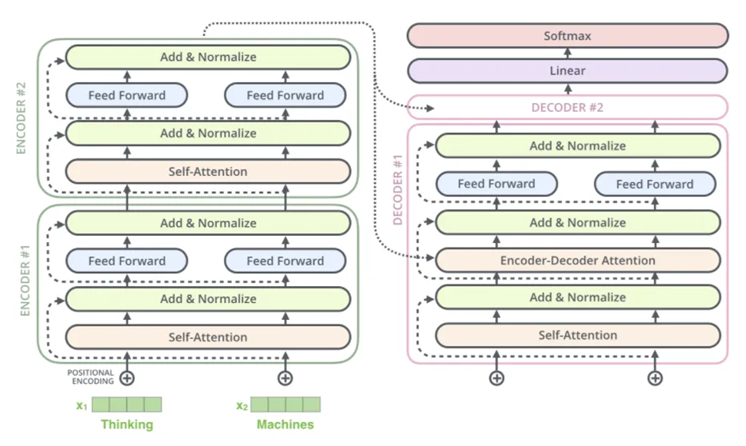 ENCODER #2
Add & Normalize
Feed Forward Feed Forward
Add & Normalize
Self-Attention
ENCODER #1
Add & Normalize
Feed Forward Feed Forward
Add & Normalize
Self-Attention
POSITIONAL
ENCODING
x1 x2
Thinking Machines
Softmax
Linear
DECODER #2
DECODER #1
Add & Normalize
Feed Forward Feed Forward
Add & Normalize
Encoder-Decoder Attention
Add & Normalize
Self-Attention